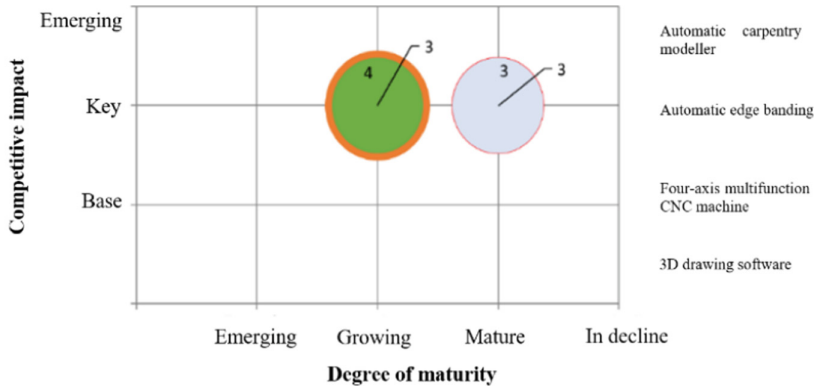 Emerging
Key
Base
Competitive impact
4
3
3
3
Emerging
Growing
Mature
In decline
Degree of maturity
Automatic carpentry
modeller
Automatic edge banding
Four-axis multifunction
CNC machine
3D drawing software